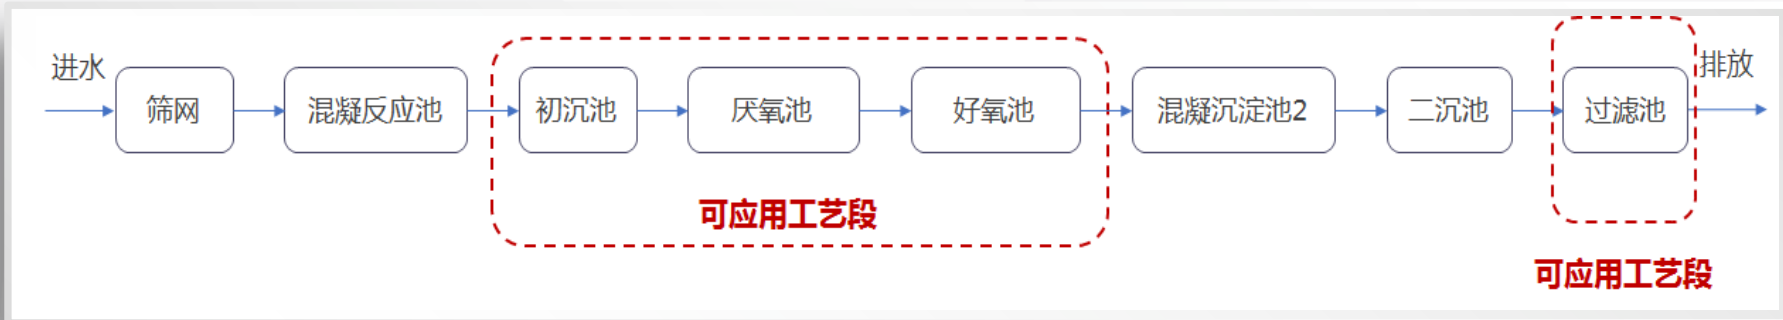 进水
筛网
混凝反应池
初沉池
厌氧池
好氧池
混凝沉淀池2
二沉池
过滤池
排放
可应用工艺段
可应用工艺段